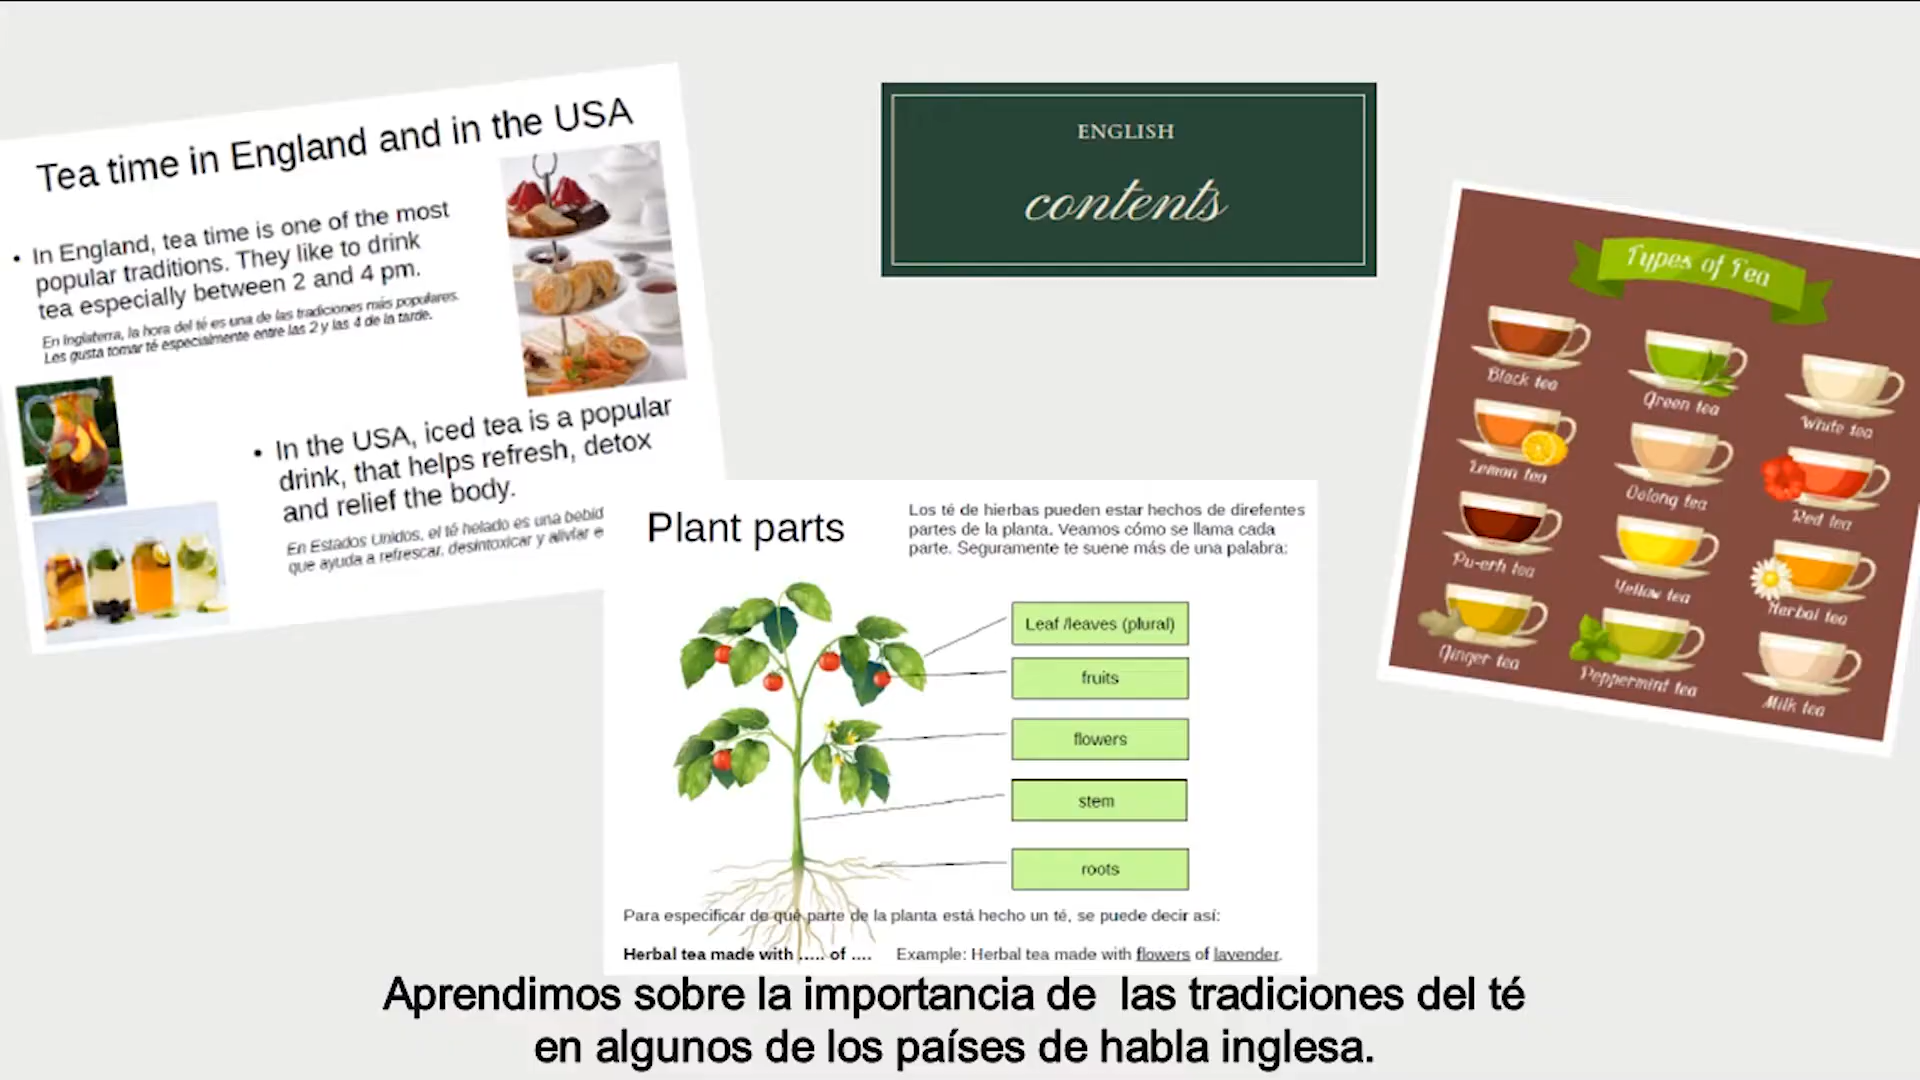 Tea time in England and in the USA
• In England, tea time is one of the most
popular traditions. They like to drink
tea especially between 2 and 4 pm.
En Inglaterra, la hora del té es una de las tradiciones más populares.
Les gusta tomar té especialmente entre las 2 y las 4 de la tarde.
• In the USA, iced tea is a popular
drink, that helps refresh, detox
and relief the body.
En Estados Unidos, el té helado es una bebid
que ayuda a refrescar, desintoxicar y aliviar e
ENGLISH
contents
Types of Tea
Black tea
Green tea
White tea
Lemon tea
Oolong tea
Red tea
Pu-erh tea
Yellow tea
Herbal tea
Ginger tea
Peppermint tea
Milk tea
Plant parts
Los té de hierbas pueden estar hechos de direfentes
partes de la planta. Veamos cómo se llama cada
parte. Seguramente te suene más de una palabra:
Leaf /leaves (plural)
fruits
flowers
stem
roots
Para especificar de qué parte de la planta está hecho un té, se puede decir así:
Herbal tea made with ..... of .... Example: Herbal tea made with flowers of lavender.
Aprendimos sobre la importancia de las tradiciones del té
en algunos de los países de habla inglesa.